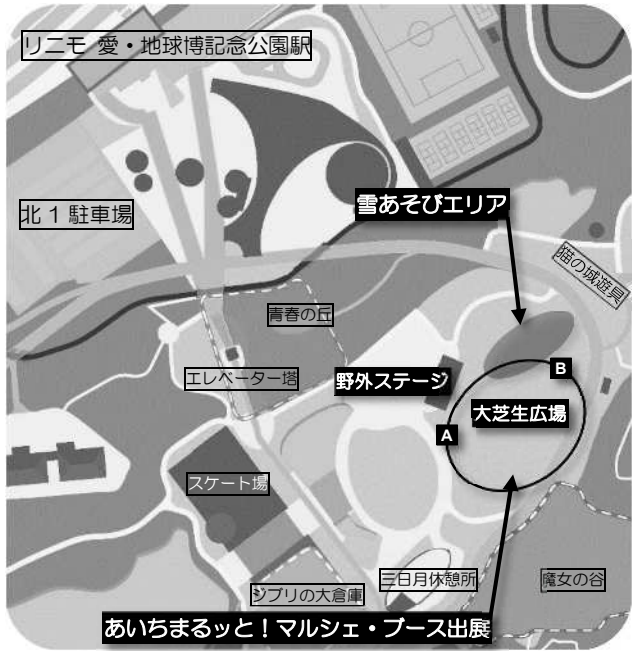 リニモ 愛・地球博記念公園駅
北1駐車場
雪あそびエリア
猫の城遊具
青春の丘
エレベーター塔
野外ステージ
B
大芝生広場
A
スケート場
三日月休憩所
魔女の谷
ジブリの大倉庫
あいちまるッと！マルシェ・ブース出展